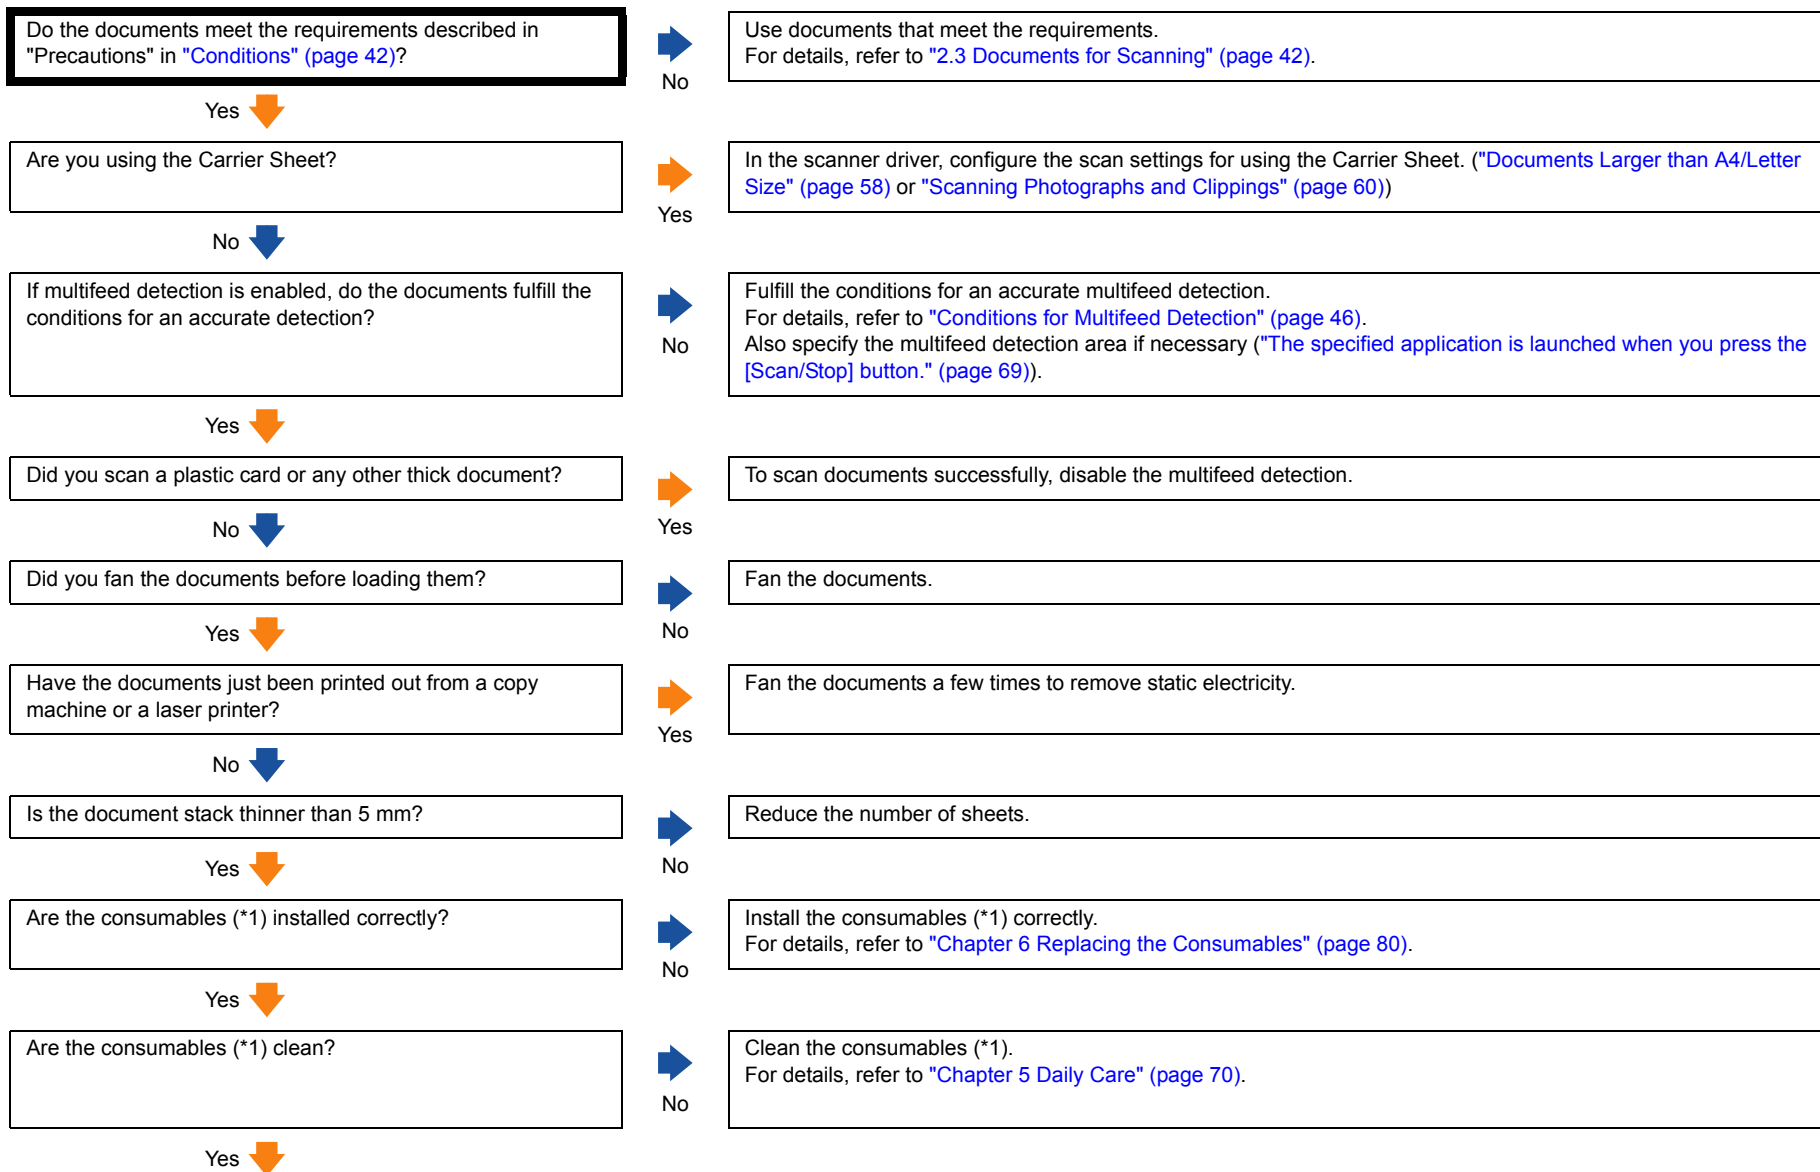 Do the documents meet the requirements described in
"Precautions" in "Conditions" (page 42)?
No
Use documents that meet the requirements.
For details, refer to "2.3 Documents for Scanning" (page 42).
Yes
Are you using the Carrier Sheet?
Yes
In the scanner driver, configure the scan settings for using the Carrier Sheet. ("Documents Larger than A4/Letter
Size" (page 58) or "Scanning Photographs and Clippings" (page 60))
No
If multifeed detection is enabled, do the documents fulfill the
conditions for an accurate detection?
No
Fulfill the conditions for an accurate multifeed detection.
For details, refer to "Conditions for Multifeed Detection" (page 46).
Also specify the multifeed detection area if necessary ("The specified application is launched when you press the
[Scan/Stop] button." (page 69)).
Yes
Did you scan a plastic card or any other thick document?
Yes
To scan documents successfully, disable the multifeed detection.
No
Did you fan the documents before loading them?
No
Fan the documents.
Yes
Have the documents just been printed out from a copy
machine or a laser printer?
Yes
Fan the documents a few times to remove static electricity.
No
Is the document stack thinner than 5 mm?
No
Reduce the number of sheets.
Yes
Are the consumables (*1) installed correctly?
No
Install the consumables (*1) correctly.
For details, refer to "Chapter 6 Replacing the Consumables" (page 80).
Yes
Are the consumables (*1) clean?
No
Clean the consumables (*1).
For details, refer to "Chapter 5 Daily Care" (page 70).
Yes